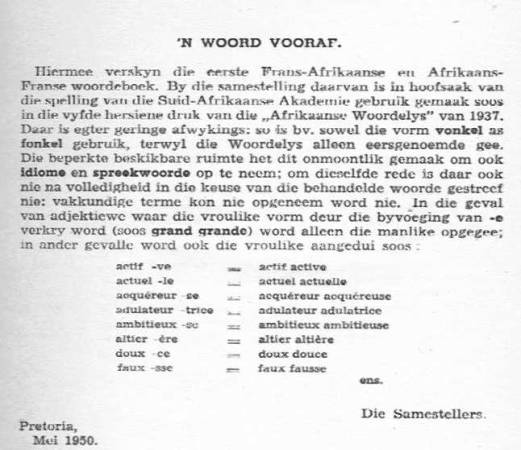 'N WOORD VOORAF.
Hiermee verskyn die eerste Frans-Afrikaanse en Afrikaans-
Franse woordeboek. By die samestelling daarvan is in hoofsaak van
die spelling van die Suid-Afrikaanse Akademie gebruik gemaak soos
in die vyfde hersiene druk van die „Afrikaanse Woordelys” van 1937.
Daar is egter geringe afwykings: so is bv. sowel die vorm vonkel as
fonkel gebruik, terwyl die Woordelys alleen eersgenoemde gee.
Die beperkte beskikbare ruimte het dit onmoontlik gemaak om ook
idiome en spreekwoorde op te neem; om dieselfde rede is daar ook
nie na volledigheid in die keuse van die behandelde woorde gestreef
nie: vakkundige terme kon nie opgeneem word nie. In die geval
van adjektiewe waar die vroulike vorm deur die byvoeging van -e
verkry word (soos grand grande) word alleen die manlike opgegee;
in ander gevalle word ook die vroulike aangedui soos :
actif -ve = actif active
actuel -le = actuel actuelle
acquéreur -se = acquéreur acquéreuse
adulateur -trice = adulateur adulatrice
ambitieux -se = ambitieux ambitieuse
altier -ère = altier altière
doux -ce = doux douce
faux -sse = faux fausse
ens.
Die Samestellers.
Pretoria,
Mei 1950.